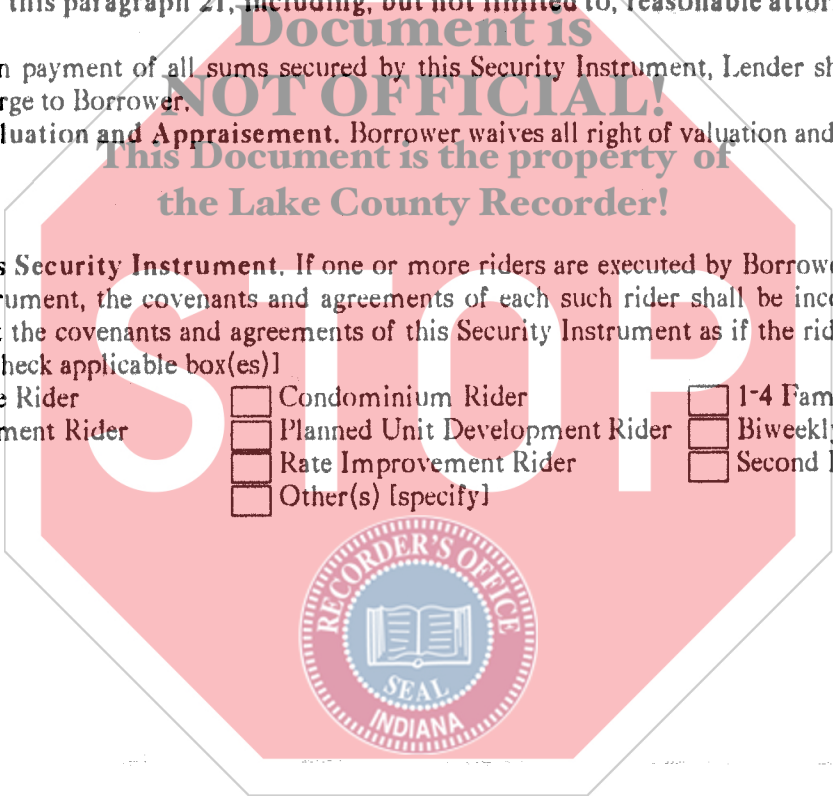 this paragraph 21, including, but not limited to, reasonable attor
Document is
n payment of all sums secured by this Security Instrument, Lender sh
rge to Borrower.
NOT OFFICIAL!
luation and Appraisement. Borrower waives all right of valuation and
This Document is the property of
the Lake County Recorder!
s Security Instrument. If one or more riders are executed by Borrowe
rument, the covenants and agreements of each such rider shall be inco
t the covenants and agreements of this Security Instrument as if the rid
heck applicable box(es)]
STOP
e Rider Condominium Rider 1-4 Fam
ment Rider Planned Unit Development Rider Biweekly
Rate Improvement Rider Second
Other(s) [specify]
RECORDER'S OFFICE
SEAL
INDIANA